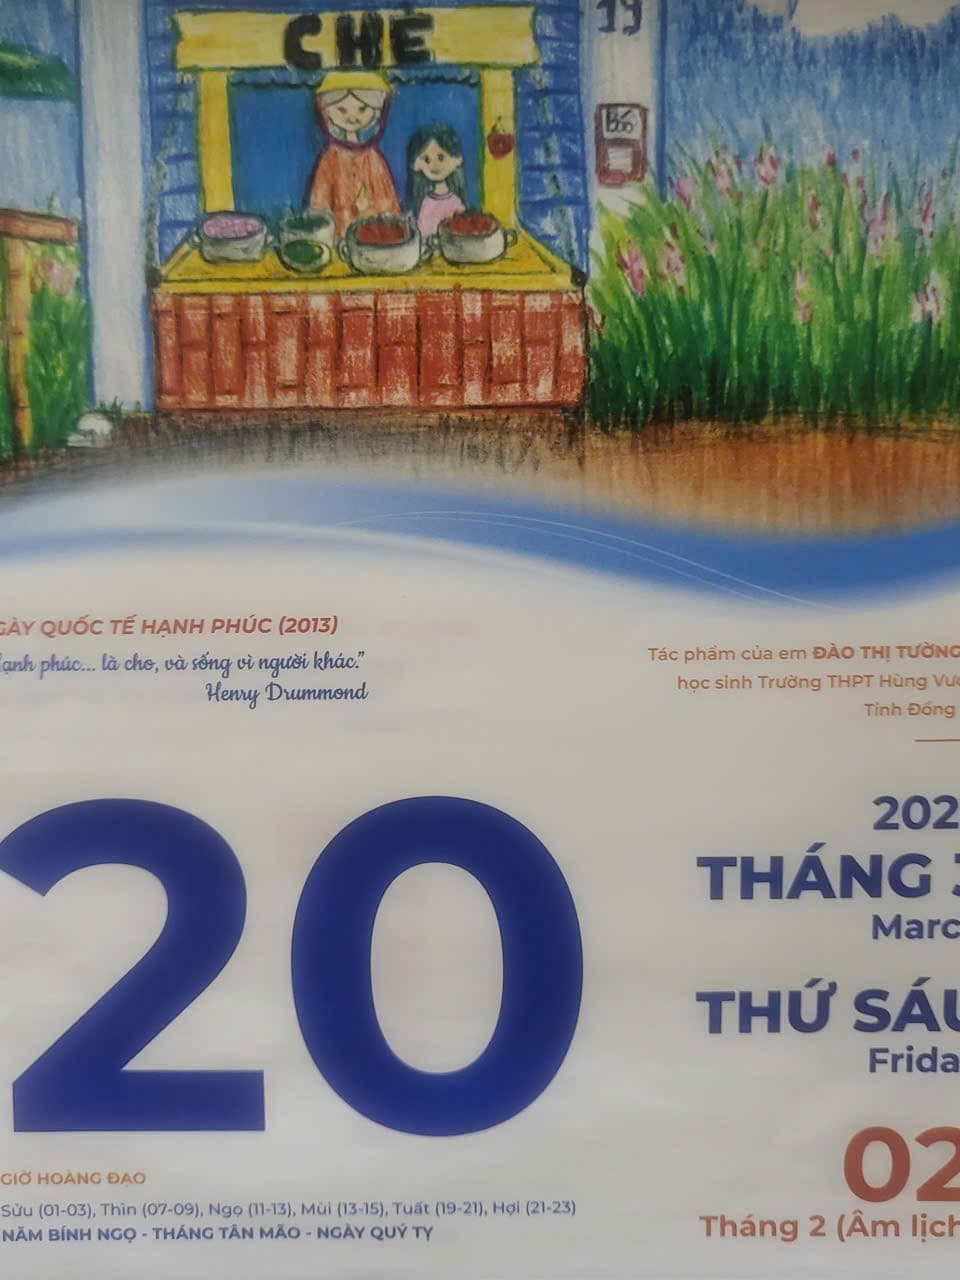 CHÈ
19
GÀY QUỐC TẾ HẠNH PHÚC (2013)
ạnh phúc... là cho, và sống vì người khác."
Henry Drummond
Tác phẩm của em ĐÀO THỊ TƯỜNG
học sinh Trường THPT Hùng Vư
Tỉnh Đồng
20
202
THÁNG 3
Marc
THỨ SÁU
Frida
02
Tháng 2 (Âm lịch
GIỜ HOÀNG ĐẠO
Sửu (01-03), Thìn (07-09), Ngọ (11-13), Mùi (13-15), Tuất (19-21), Hợi (21-23)
NĂM BÍNH NGỌ - THÁNG TÂN MÃO - NGÀY QUÝ TỴ